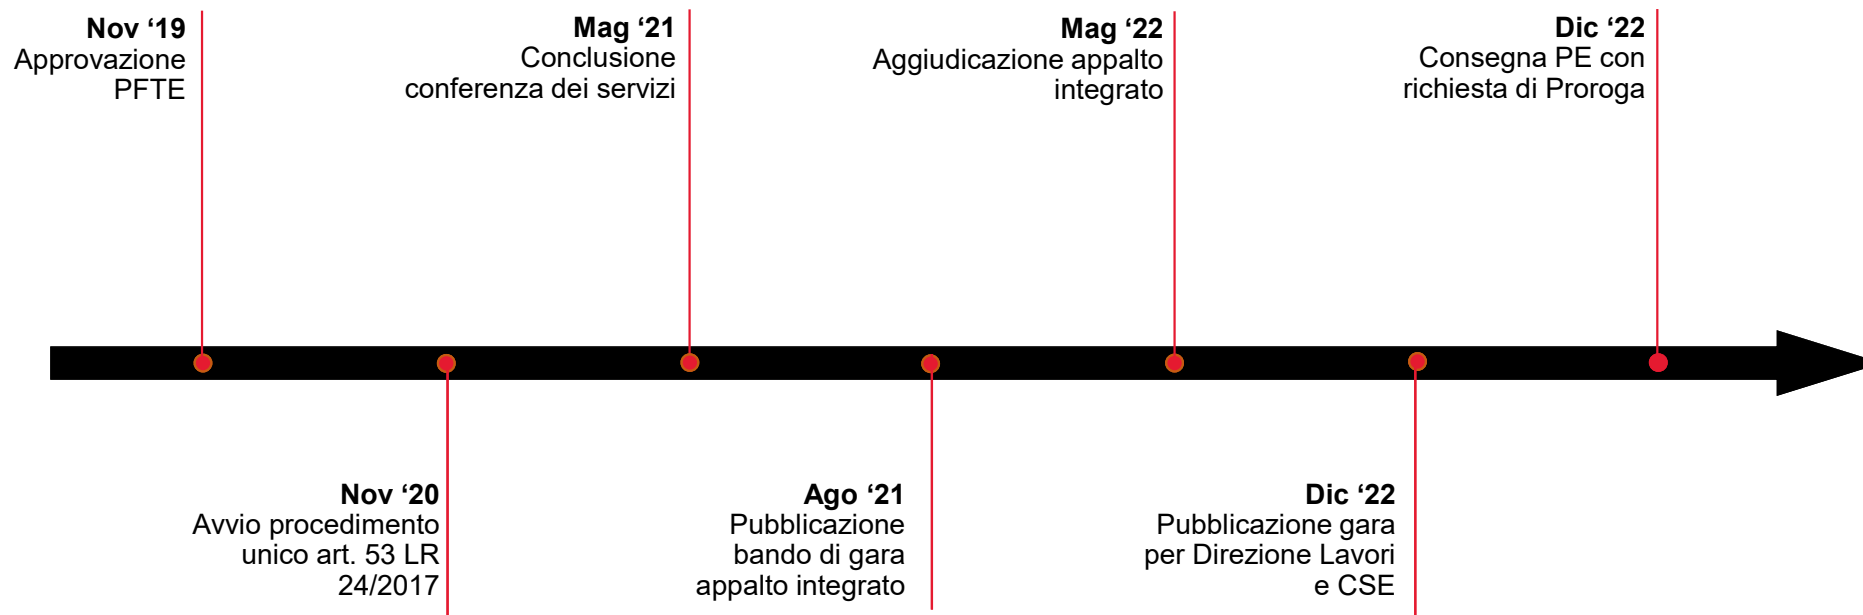 Nov ‘19
Approvazione
PFTE
Mag ‘21
Conclusione
conferenza dei servizi
Mag ‘22
Aggiudicazione appalto
integrato
Dic ‘22
Consegna PE con
richiesta di Proroga
Nov ‘20
Avvio procedimento
unico art. 53 LR
24/2017
Ago ‘21
Pubblicazione
bando di gara
appalto integrato
Dic ‘22
Pubblicazione gara
per Direzione Lavori
e CSE